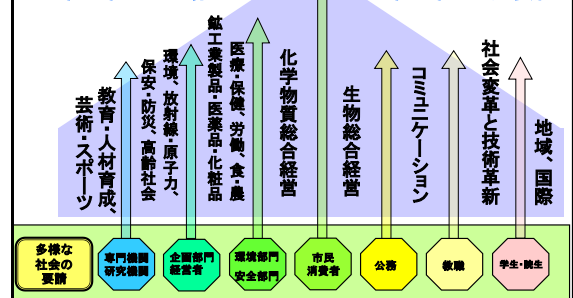 芸術・スポーツ
教育・人材育成、
保安・防災、高齢社会
環境、放射線・原子力、
鉱工業製品・医薬品・化粧品
医療・保健、労働、食・農
化学物質総合経営
生物総合経営
コミュニケーション
社会変革と技術革新
地域、国際
多様な
社会の
要請
専門機関
研究機関
企画部門
経営者
環境部門
安全部門
市民
消費者
公務
教職
学生・院生